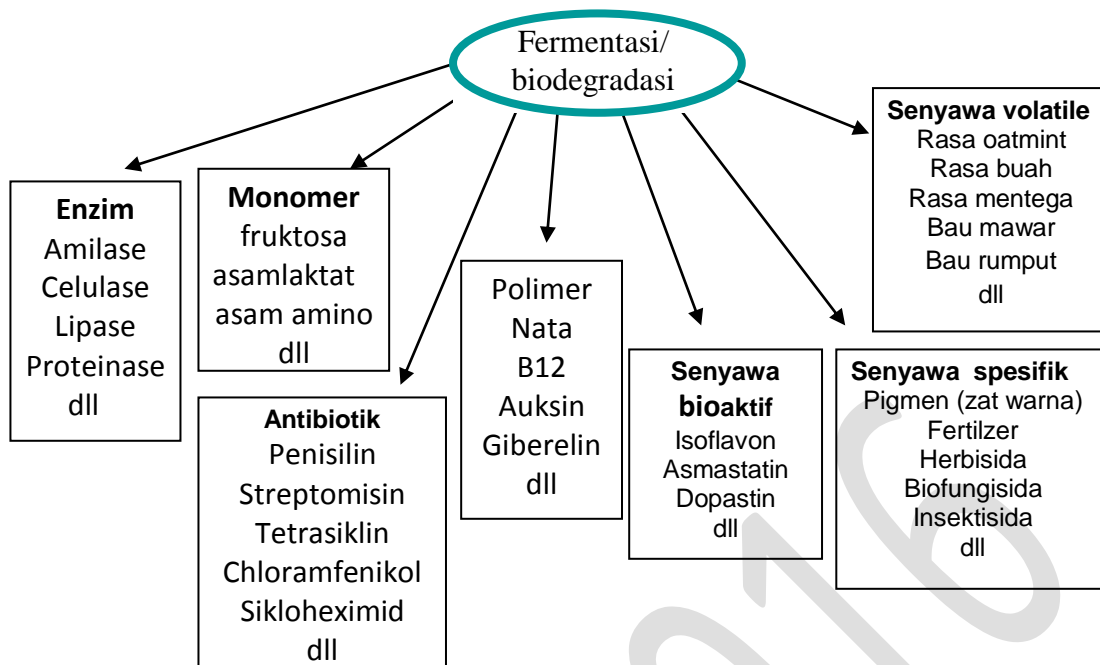 Fermentasi/
biodegradasi
Enzim
Amilase
Celulase
Lipase
Proteinase
dll
Monomer
fruktosa
asamlaktat
asam amino
dll
Antibiotik
Penisilin
Streptomisin
Tetrasiklin
Chloramfenikol
Sikloheximid
dll
Polimer
Nata
B12
Auksin
Giberelin
dll
Senyawa
bioaktif
Isoflavon
Asmastatin
Dopastin
dll
Senyawa volatile
Rasa oatmint
Rasa buah
Rasa mentega
Bau mawar
Bau rumput
dll
Senyawa spesifik
Pigmen (zat warna)
Fertilzer
Herbisida
Biofungisida
Insektisida
dll
016